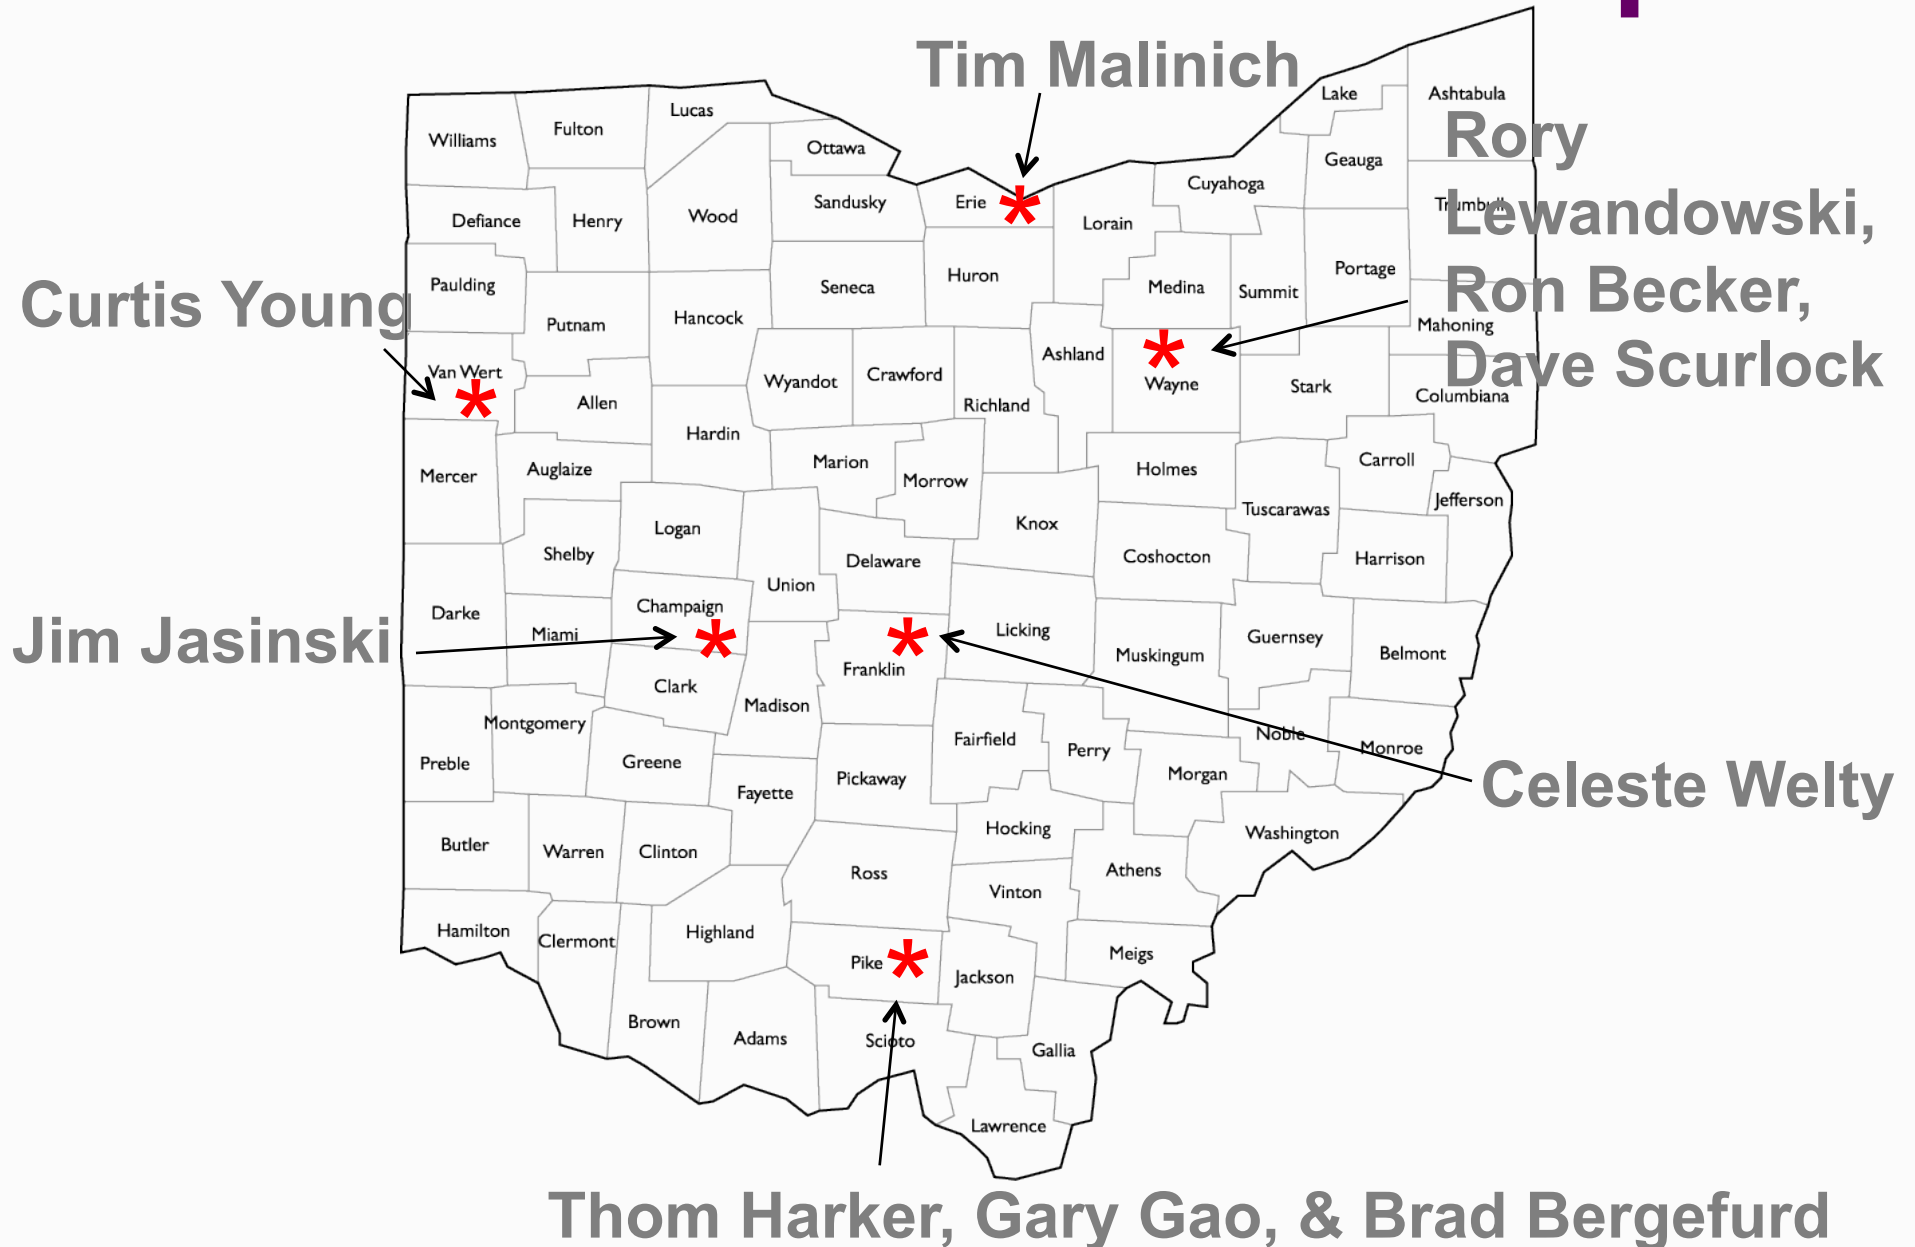 Tim Malinich
Rory
Lewandowski,
Ron Becker,
Dave Scurlock
Curtis Young
Jim Jasinski
Celeste Welty
Thom Harker, Gary Gao, & Brad Bergefurd
Williams
Fulton
Lucas
Ottawa
Lake
Ashtabula
Geauga
Cuyahoga
Trumbull
Defiance
Henry
Wood
Sandusky
Erie
*
Lorain
Paulding
Putnam
Hancock
Seneca
Huron
Medina
Summit
Portage
Mahoning
Van Wert
*
Allen
Wyandot
Crawford
Richland
Ashland
*
Wayne
Stark
Columbiana
Mercer
Auglaize
Hardin
Marion
Morrow
Holmes
Carroll
Jefferson
Tuscarawas
Knox
Logan
Shelby
Union
Delaware
Coshocton
Harrison
Darke
Miami
Champaign
*
Clark
Franklin
*
Licking
Muskingum
Guernsey
Belmont
Madison
Montgomery
Preble
Greene
Fayette
Pickaway
Fairfield
Perry
Morgan
Noble
Monroe
Butler
Warren
Clinton
Ross
Hocking
Vinton
Athens
Washington
Hamilton
Clermont
Highland
Pike
*
Jackson
Meigs
Brown
Adams
Scioto
Gallia
Lawrence